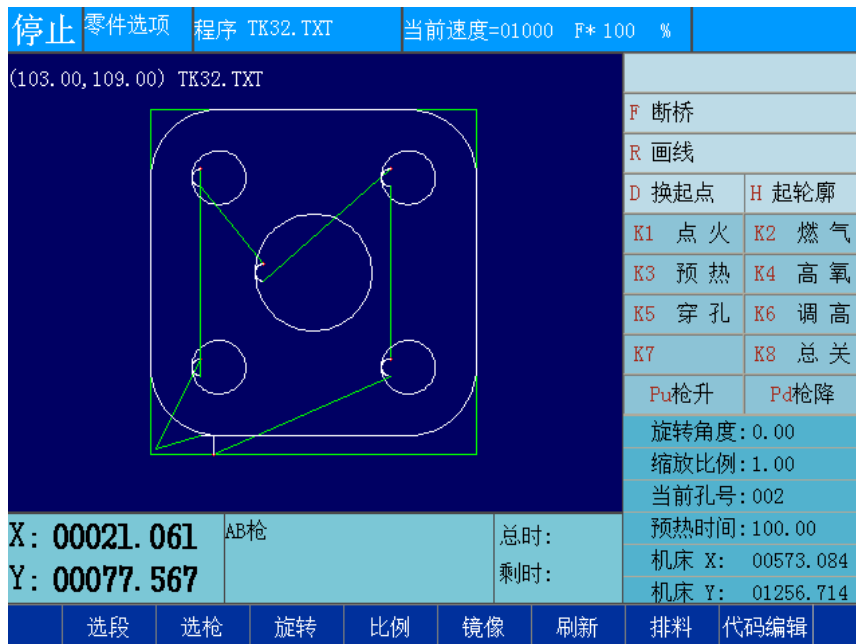 停止 零件选项 程序 TK32.TXT 当前速度=01000 F*100 %
(103.00,109.00) TK32.TXT
F 断桥
R 画线
D 换起点 H 起轮廓
K1 点火 K2 燃气
K3 预热 K4 高氧
K5 穿孔 K6 调高
K7 K8 总关
Pu枪升 Pd枪降
旋转角度:0.00
缩放比例:1.00
当前孔号:002
预热时间:100.00
机床 X: 00573.084
机床 Y: 01256.714
X: 00021.061 AB枪 总时:
Y: 00077.567 剩时:
选段 选枪 旋转 比例 镜像 刷新 排料 代码编辑